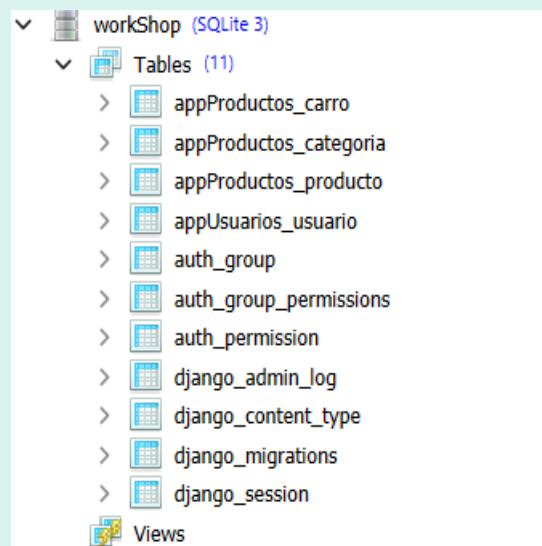 workShop (SQLite 3)
Tables (11)
appProductos_carro
appProductos_categoria
appProductos_producto
appUsuarios_usuario
auth_group
auth_group_permissions
auth_permission
django_admin_log
django_content_type
django_migrations
django_session
Views